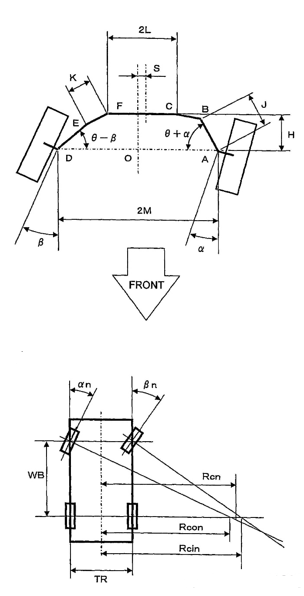 2L
S
K
F C B J
E θ-β θ+α H
D O A
β 2M α
FRONT
αn βn
WB Rcn
Rcon
Rcin
TR